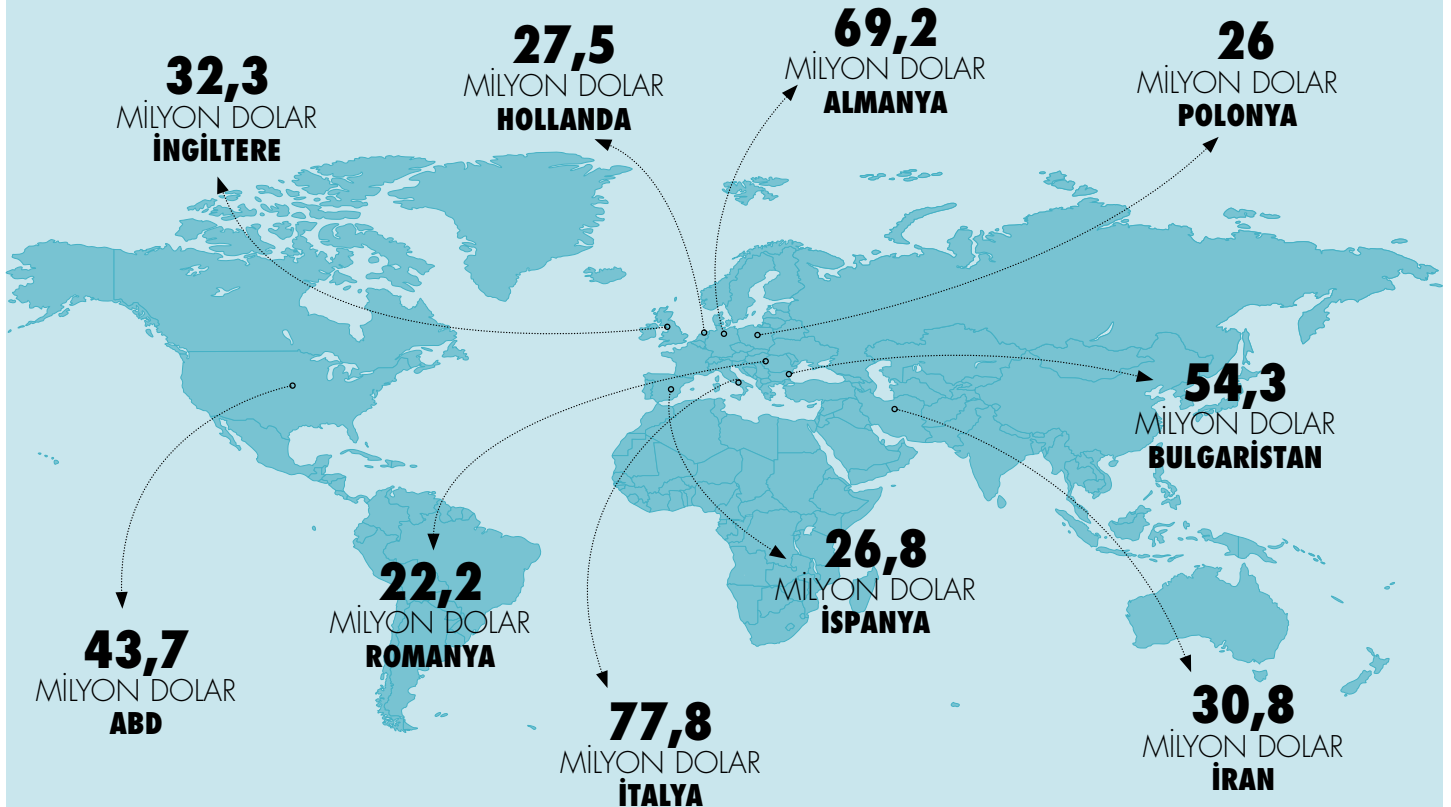 32,3
MİLYON DOLAR
İNGİLTERE
27,5
MİLYON DOLAR
HOLLANDA
69,2
MİLYON DOLAR
ALMANYA
26
MİLYON DOLAR
POLONYA
54,3
MİLYON DOLAR
BULGARİSTAN
26,8
MİLYON DOLAR
İSPANYA
22,2
MİLYON DOLAR
ROMANYA
43,7
MİLYON DOLAR
ABD
77,8
MİLYON DOLAR
İTALYA
30,8
MİLYON DOLAR
İRAN